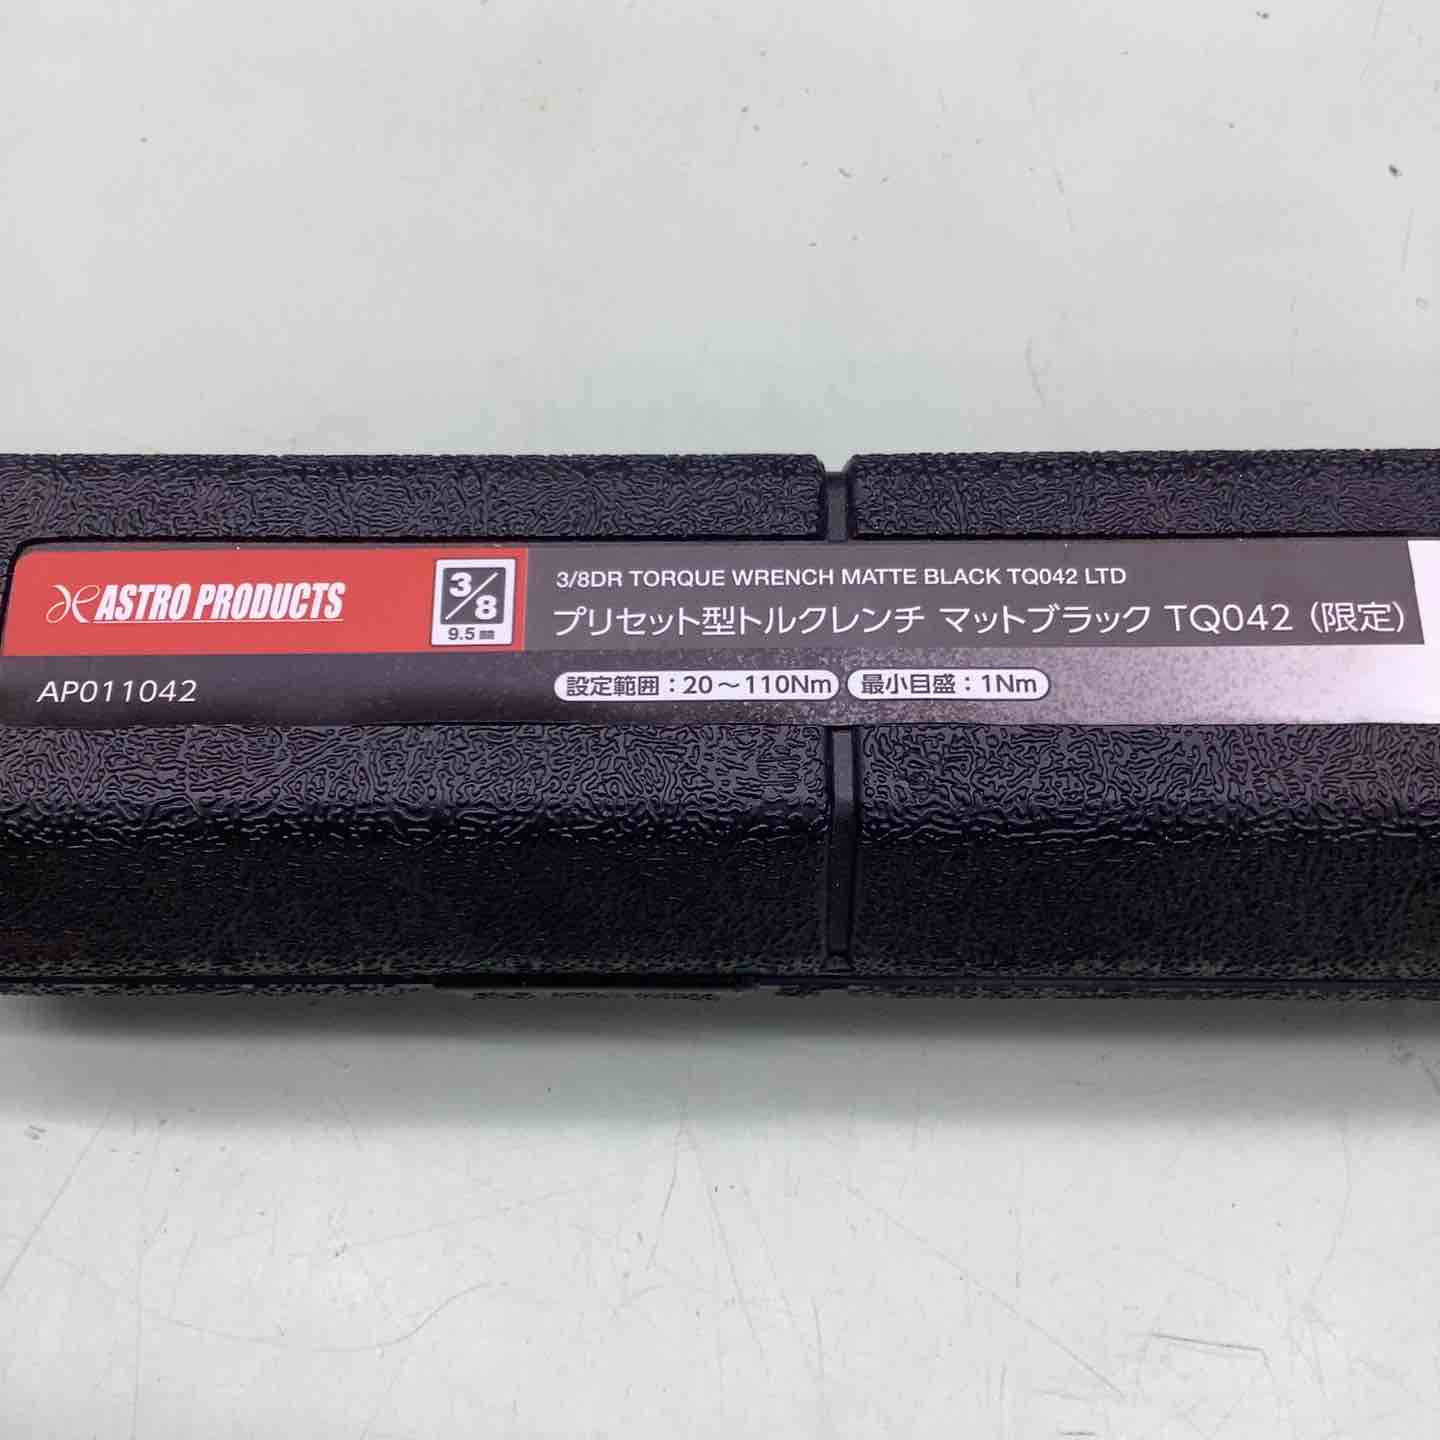 ASTRO PRODUCTS
3/8
9.5mm
3/8DR TORQUE WRENCH MATTE BLACK TQ042 LTD
プリセット型トルクレンチ マットブラック TQ042（限定）
AP011042
設定範囲：20～110Nm 最小目盛：1Nm